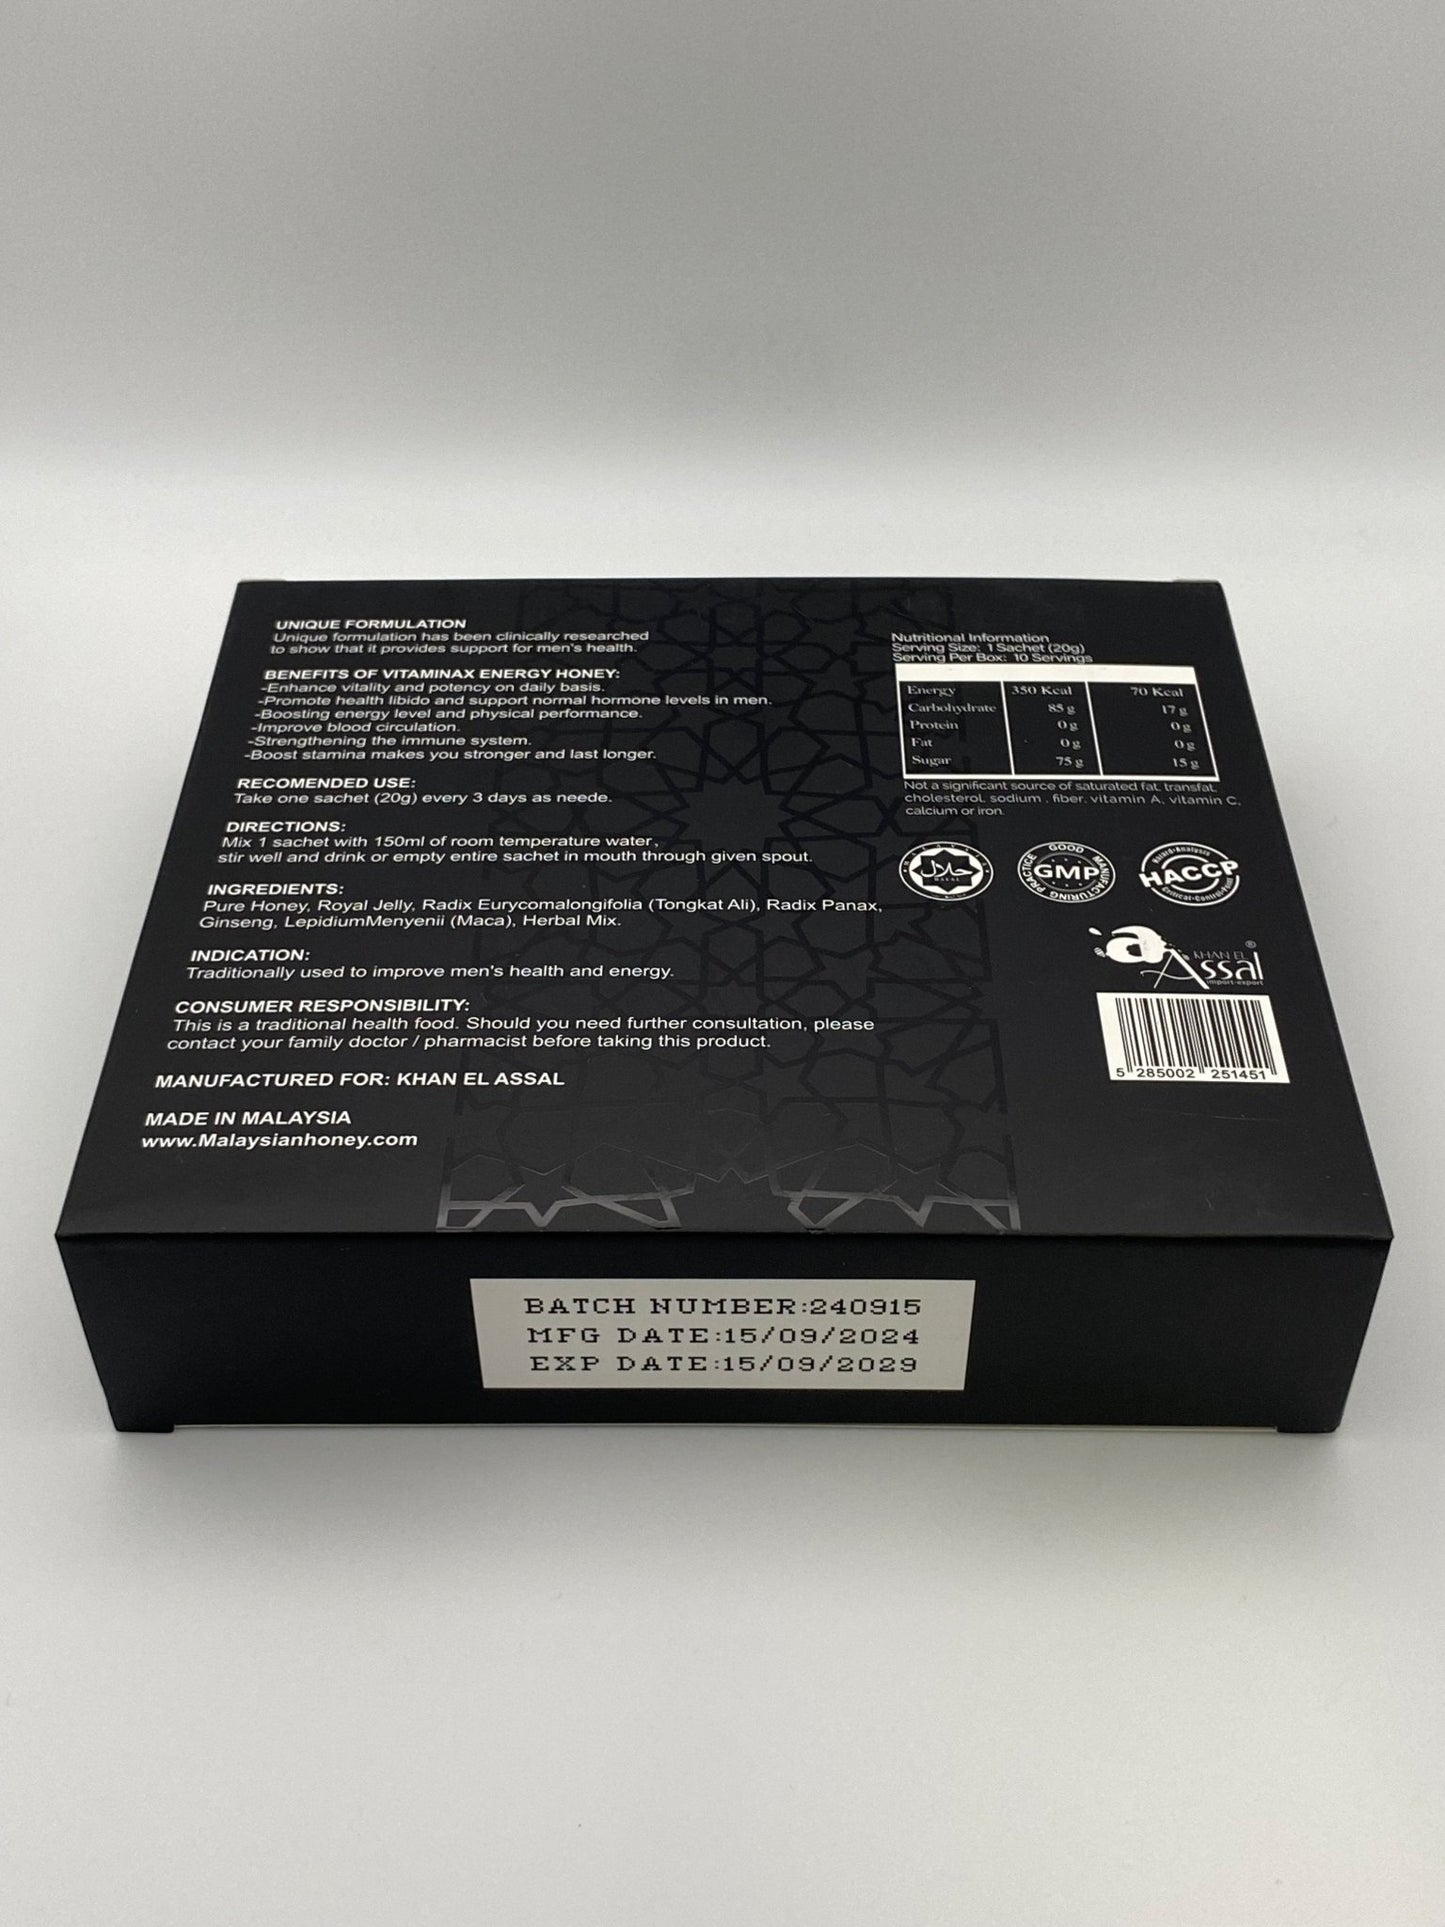 UNIQUE FORMULATION
Unique formulation has been clinically researched
to show that it provides support for men's health.
BENEFITS OF VITAMINAX ENERGY HONEY:
-Enhance vitality and potency on daily basis.
-Promote health libido and support normal hormone levels in men.
-Boosting energy level and physical performance.
-Improve blood circulation.
-Strengthening the immune system.
-Boost stamina makes you stronger and last longer.
RECOMENDED USE:
Take one sachet (20g) every 3 days as neede.
DIRECTIONS:
Mix 1 sachet with 150ml of room temperature water,
stir well and drink or empty entire sachet in mouth through given spout.
INGREDIENTS:
Pure Honey, Royal Jelly, Radix Eurycomalongifolia (Tongkat Ali), Radix Panax,
Ginseng, LepidiumMenyenii (Maca), Herbal Mix.
INDICATION:
Traditionally used to improve men's health and energy.
CONSUMER RESPONSIBILITY:
This is a traditional health food. Should you need further consultation, please
contact your family doctor / pharmacist before taking this product.
MANUFACTURED FOR: KHAN EL ASSAL
MADE IN MALAYSIA
www.Malaysianhoney.com
Nutritional Information
Serving Size: 1 Sachet (20g)
Serving Per Box: 10 Servings
Energy 350 Kcal 70 Kcal
Carbohydrate 85 g 17 g
Protein 0 g 0 g
Fat 0 g 0 g
Sugar 75 g 15 g
Not a significant source of saturated fat, transfat,
cholesterol, sodium , fiber, vitamin A, vitamin C,
calcium or iron.
حلال
HALAL
GOOD MANUFACTURING PRACTICE
GMP
Hazard-Analysis
HACCP
Critical-Control-Point
a
KHAN EL ®
Assal
import-export
5 285002 251451
BATCH NUMBER:240915
MFG DATE:15/09/2024
EXP DATE:15/09/2029